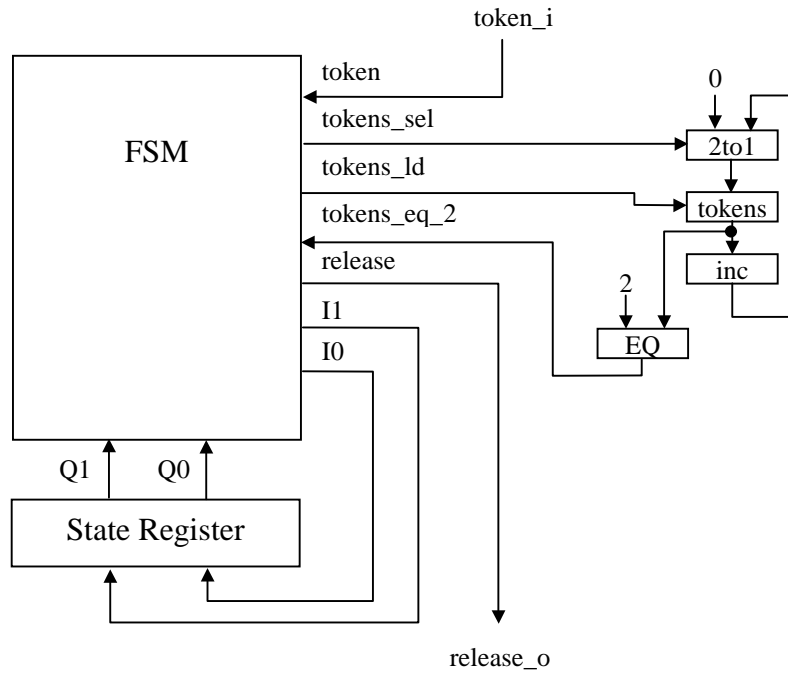 token_i
token
0
tokens_sel
FSM
2to1
tokens_ld
tokens
tokens_eq_2
release
inc
2
I1
EQ
I0
Q1 Q0
State Register
release_o